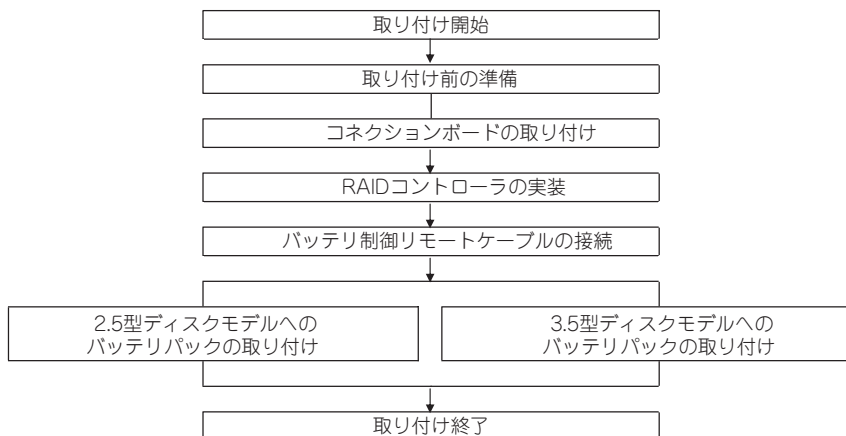 取り付け開始
取り付け前の準備
コネクションボードの取り付け
RAIDコントローラの実装
バッテリ制御リモートケーブルの接続
2.5型ディスクモデルへの
バッテリパックの取り付け
3.5型ディスクモデルへの
バッテリパックの取り付け
取り付け終了